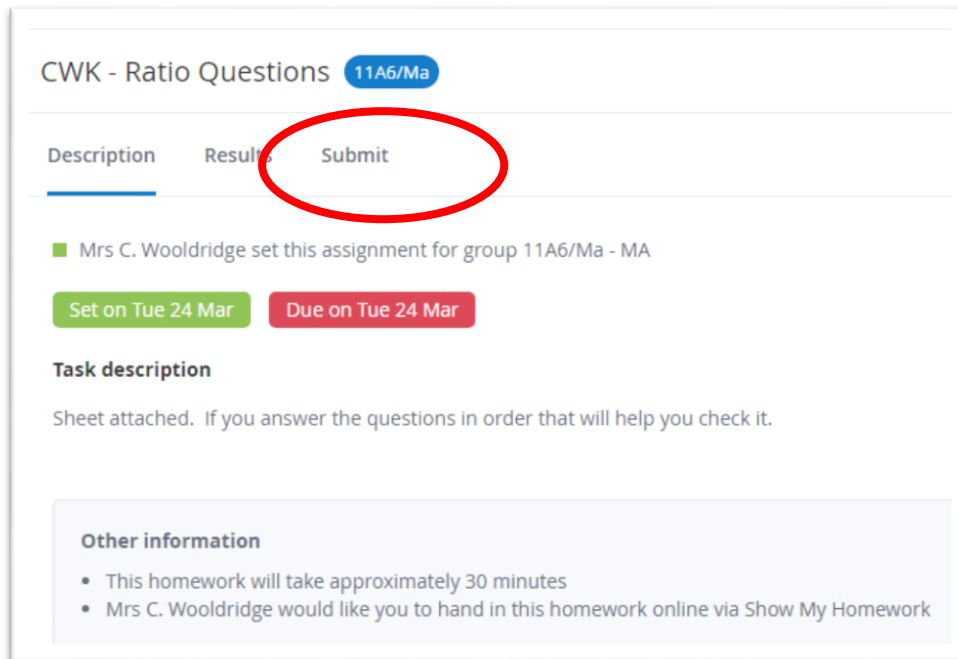 CWK - Ratio Questions 11A6/Ma
Description Results Submit
Mrs C. Wooldridge set this assignment for group 11A6/Ma - MA
Set on Tue 24 Mar Due on Tue 24 Mar
Task description
Sheet attached. If you answer the questions in order that will help you check it.
Other information
• This homework will take approximately 30 minutes
• Mrs C. Wooldridge would like you to hand in this homework online via Show My Homework